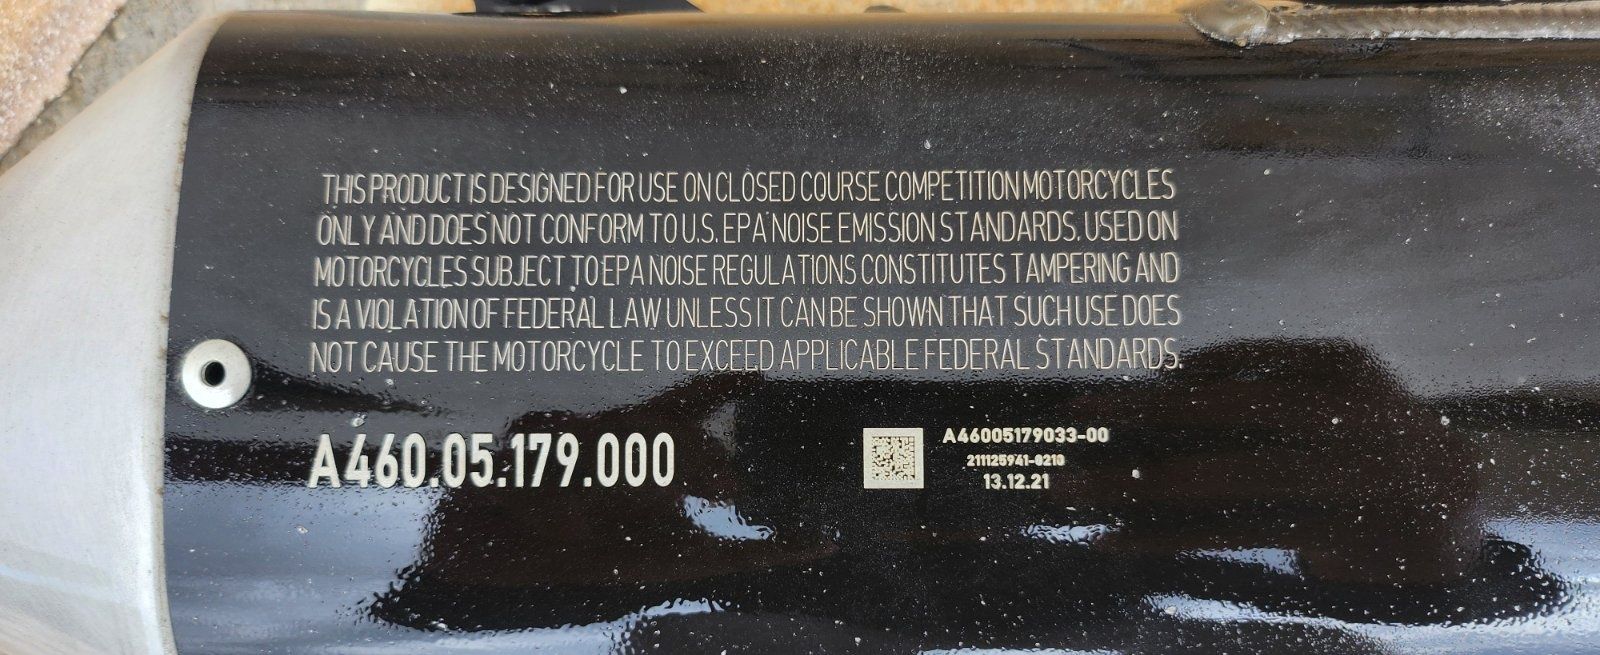 THIS PRODUCT IS DESIGNED FOR USE ON CLOSED COURSE COMPETITION MOTORCYCLES
ONLY AND DOES NOT CONFORM TO U.S. EPA NOISE EMISSION STANDARDS. USED ON
MOTORCYCLES SUBJECT TO EPA NOISE REGULATIONS CONSTITUTES TAMPERING AND
IS A VIOLATION OF FEDERAL LAW UNLESS IT CAN BE SHOWN THAT SUCH USE DOES
NOT CAUSE THE MOTORCYCLE TO EXCEED APPLICABLE FEDERAL STANDARDS.
A460.05.179.000
A46005179033-00
211125941-0210
13.12.21